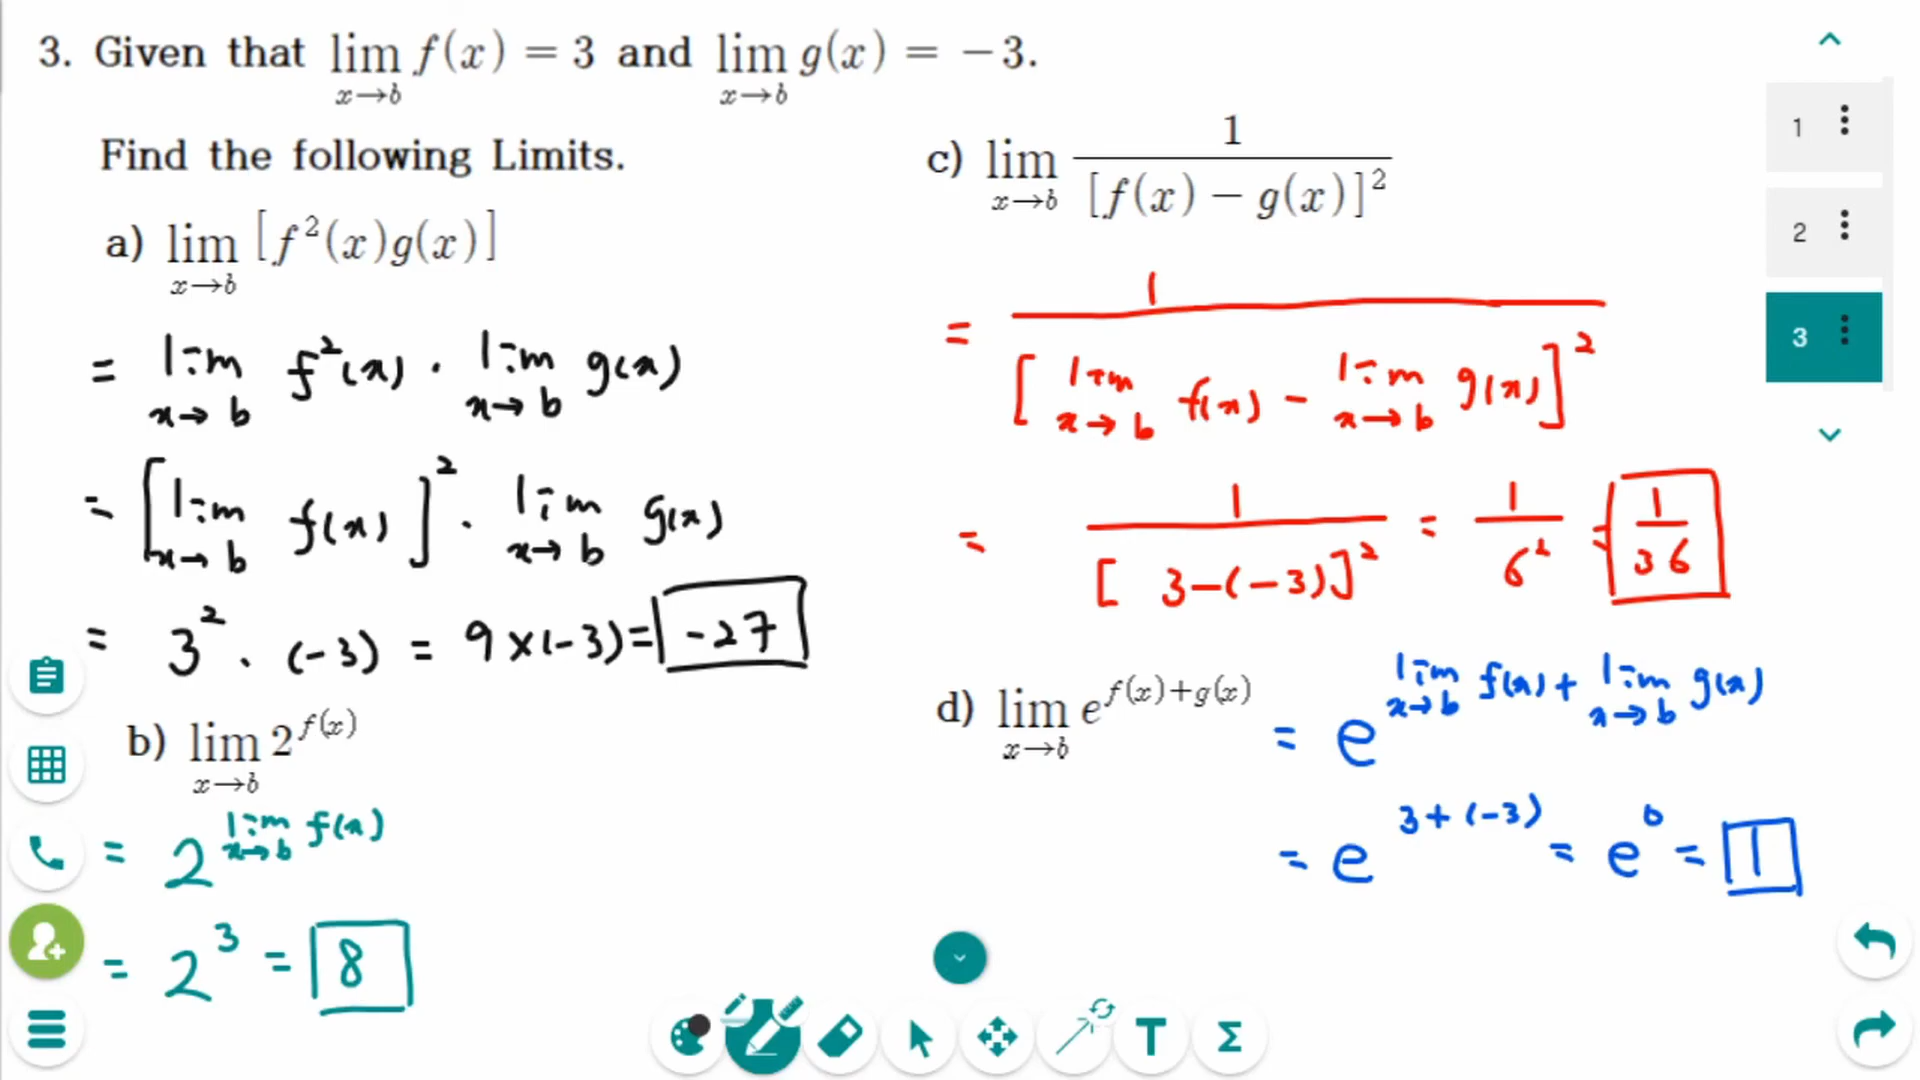 3. Given that lim x→b f(x) = 3 and lim x→b g(x) = −3.
Find the following Limits.
a) lim x→b [f²(x)g(x)]
= lim x→b f²(x) · lim x→b g(x)
= [lim x→b f(x)]² · lim x→b g(x)
= 3² · (-3) = 9×(-3) = -27
b) lim x→b 2^f(x)
= 2^lim x→b f(x)
= 2³ = 8
c) lim x→b 1 / [f(x) − g(x)]²
= 1 / [lim x→b f(x) - lim x→b g(x)]²
= 1 / [3-(-3)]² = 1 / 6² = 1 / 36
d) lim x→b e^f(x)+g(x) = e^lim x→b f(x) + lim x→b g(x)
= e^3+(-3) = e^0 = 1
1
2
3
T Σ